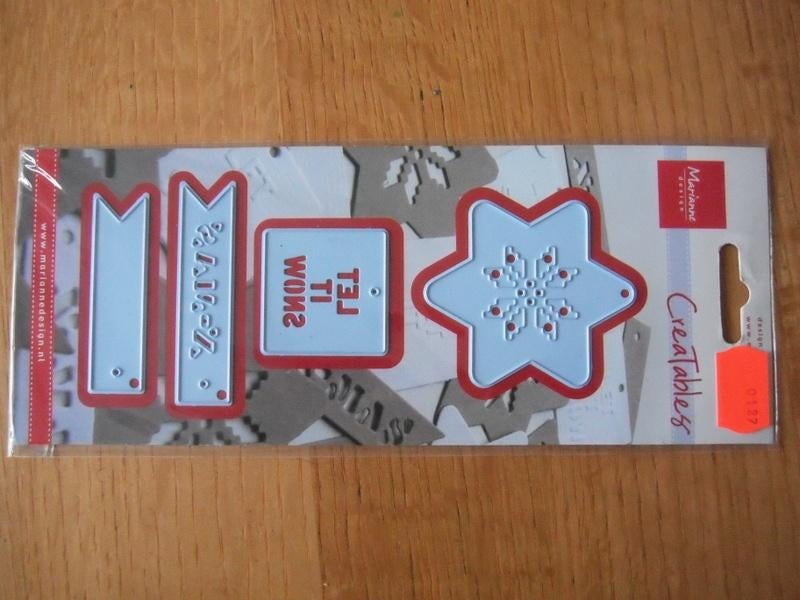 Marianne
design
CreaTables
www.mariannedesign.nl
LET
IT
SNOW